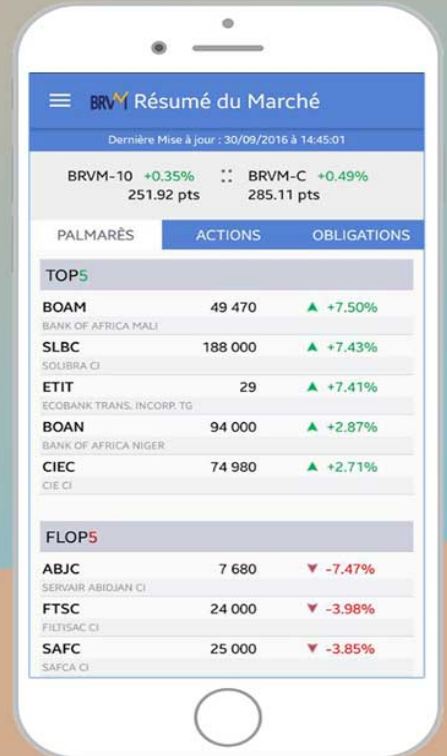 BRVM Résumé du Marché
Dernière Mise à jour : 30/09/2016 à 14:45:01
BRVM-10 +0.35% BRVM-C +0.49%
251.92 pts 285.11 pts
PALMARÈS ACTIONS OBLIGATIONS
TOP5
BOAM 49 470 +7.50%
BANK OF AFRICA MALI
SLBC 188 000 +7.43%
SOLIBRA CI
ETIT 29 +7.41%
ECOBANK TRANS. INCORP. TG
BOAN 94 000 +2.87%
BANK OF AFRICA NIGER
CIEC 74 980 +2.71%
CIE CI
FLOP5
ABJC 7 680 -7.47%
SERVAIR ABIDJAN CI
FTSC 24 000 -3.98%
FILTISAC CI
SAFC 25 000 -3.85%
SAFCA CI